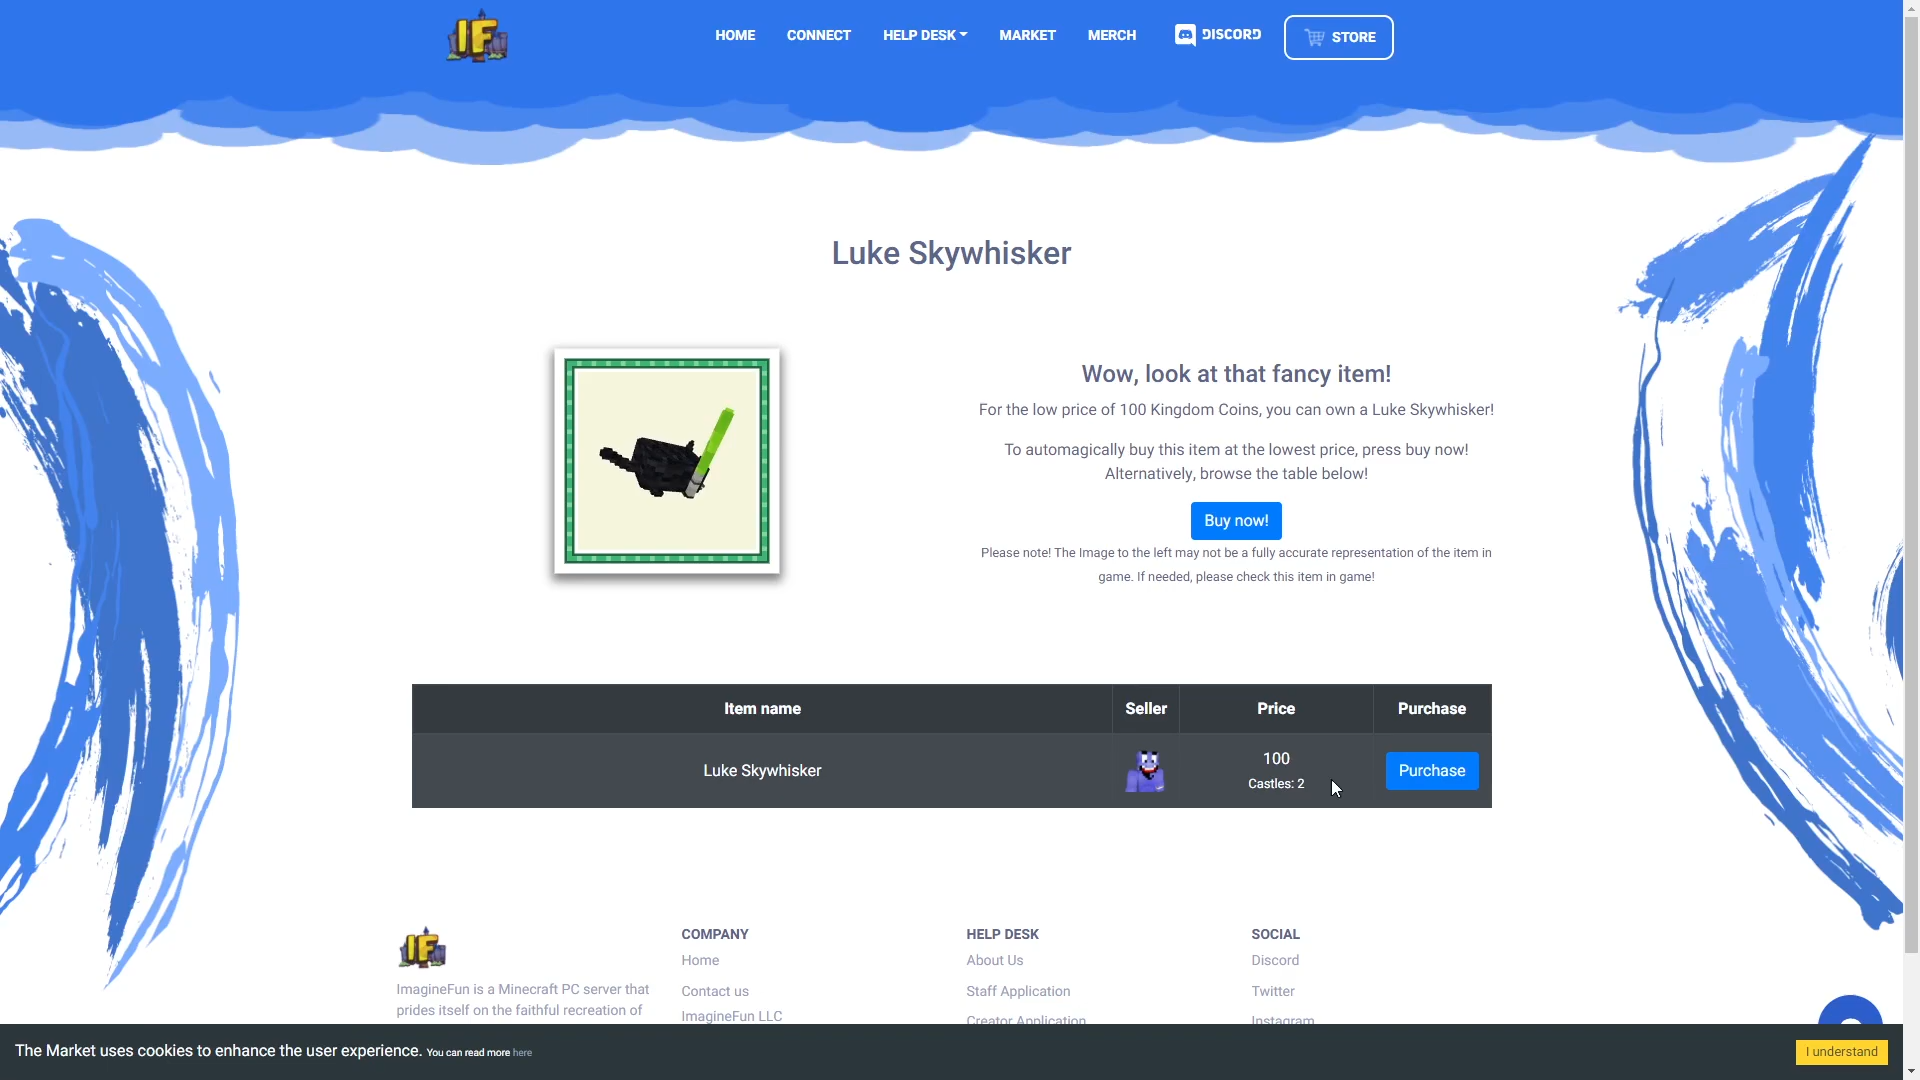 IF
HOME
CONNECT
HELP DESK
MARKET
MERCH
DISCORD
STORE
Luke Skywhisker
Wow, look at that fancy item!
For the low price of 100 Kingdom Coins, you can own a Luke Skywhisker!
To automagically buy this item at the lowest price, press buy now!
Alternatively, browse the table below!
Buy now!
Please note! The Image to the left may not be a fully accurate representation of the item in
game. If needed, please check this item in game!
Item name
Seller
Price
Purchase
Luke Skywhisker
100
Castles: 2
Purchase
IF
ImagineFun is a Minecraft PC server that
prides itself on the faithful recreation of
COMPANY
Home
Contact us
ImagineFun LLC
HELP DESK
About Us
Staff Application
Creator Application
SOCIAL
Discord
Twitter
Instagram
The Market uses cookies to enhance the user experience. You can read more here
I understand